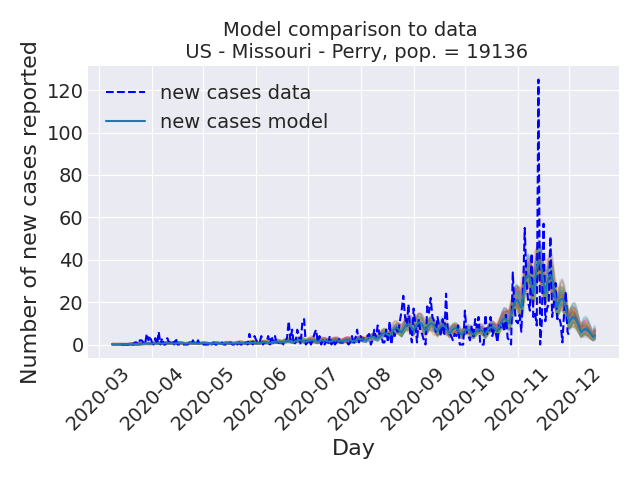 Model comparison to data
US - Missouri - Perry, pop. = 19136
Number of new cases reported
120
100
80
60
40
20
0
new cases data
new cases model
2020-03
2020-04
2020-05
2020-06
2020-07
2020-08
2020-09
2020-10
2020-11
2020-12
Day